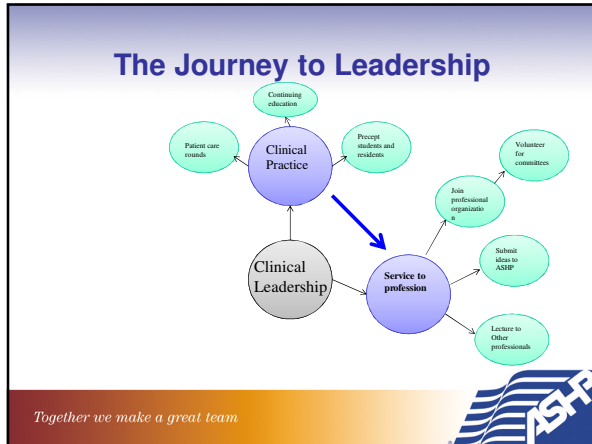 The Journey to Leadership
Continuing
education
Patient care
rounds
Clinical
Practice
Precept
students and
residents
Volunteer
for
committees
Join
professional
organizatio
n
Clinical
Leadership
Service to
profession
Submit
ideas to
ASHP
Lecture to
Other
professionals
Together we make a great team
ASHP